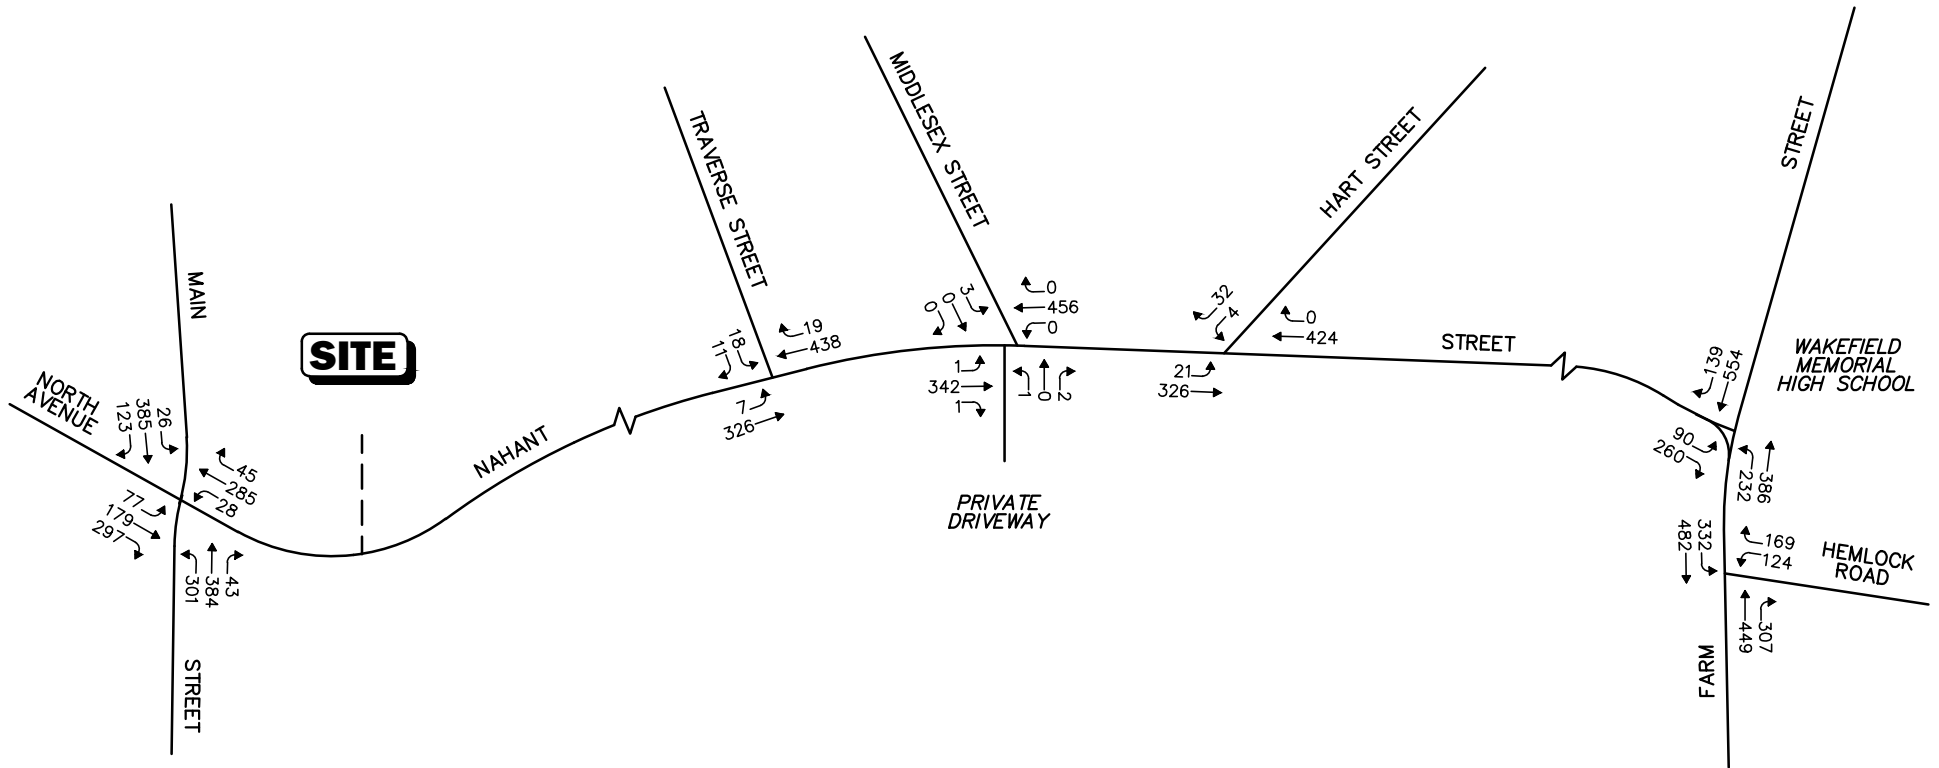 MAIN
STREET
SITE
NORTH
AVENUE
26
385
123
45
285
28
77
179
297
301
384
43
NAHANT
STREET
TRAVERSE STREET
18
11
19
438
7
326
MIDDLESEX STREET
3
0
0
0
456
0
1
342
1
1
0
2
PRIVATE
DRIVEWAY
HART STREET
32
4
0
424
21
326
STREET
FARM
WAKEFIELD
MEMORIAL
HIGH SCHOOL
139
554
90
260
232
386
332
482
169
124
449
307
HEMLOCK
ROAD